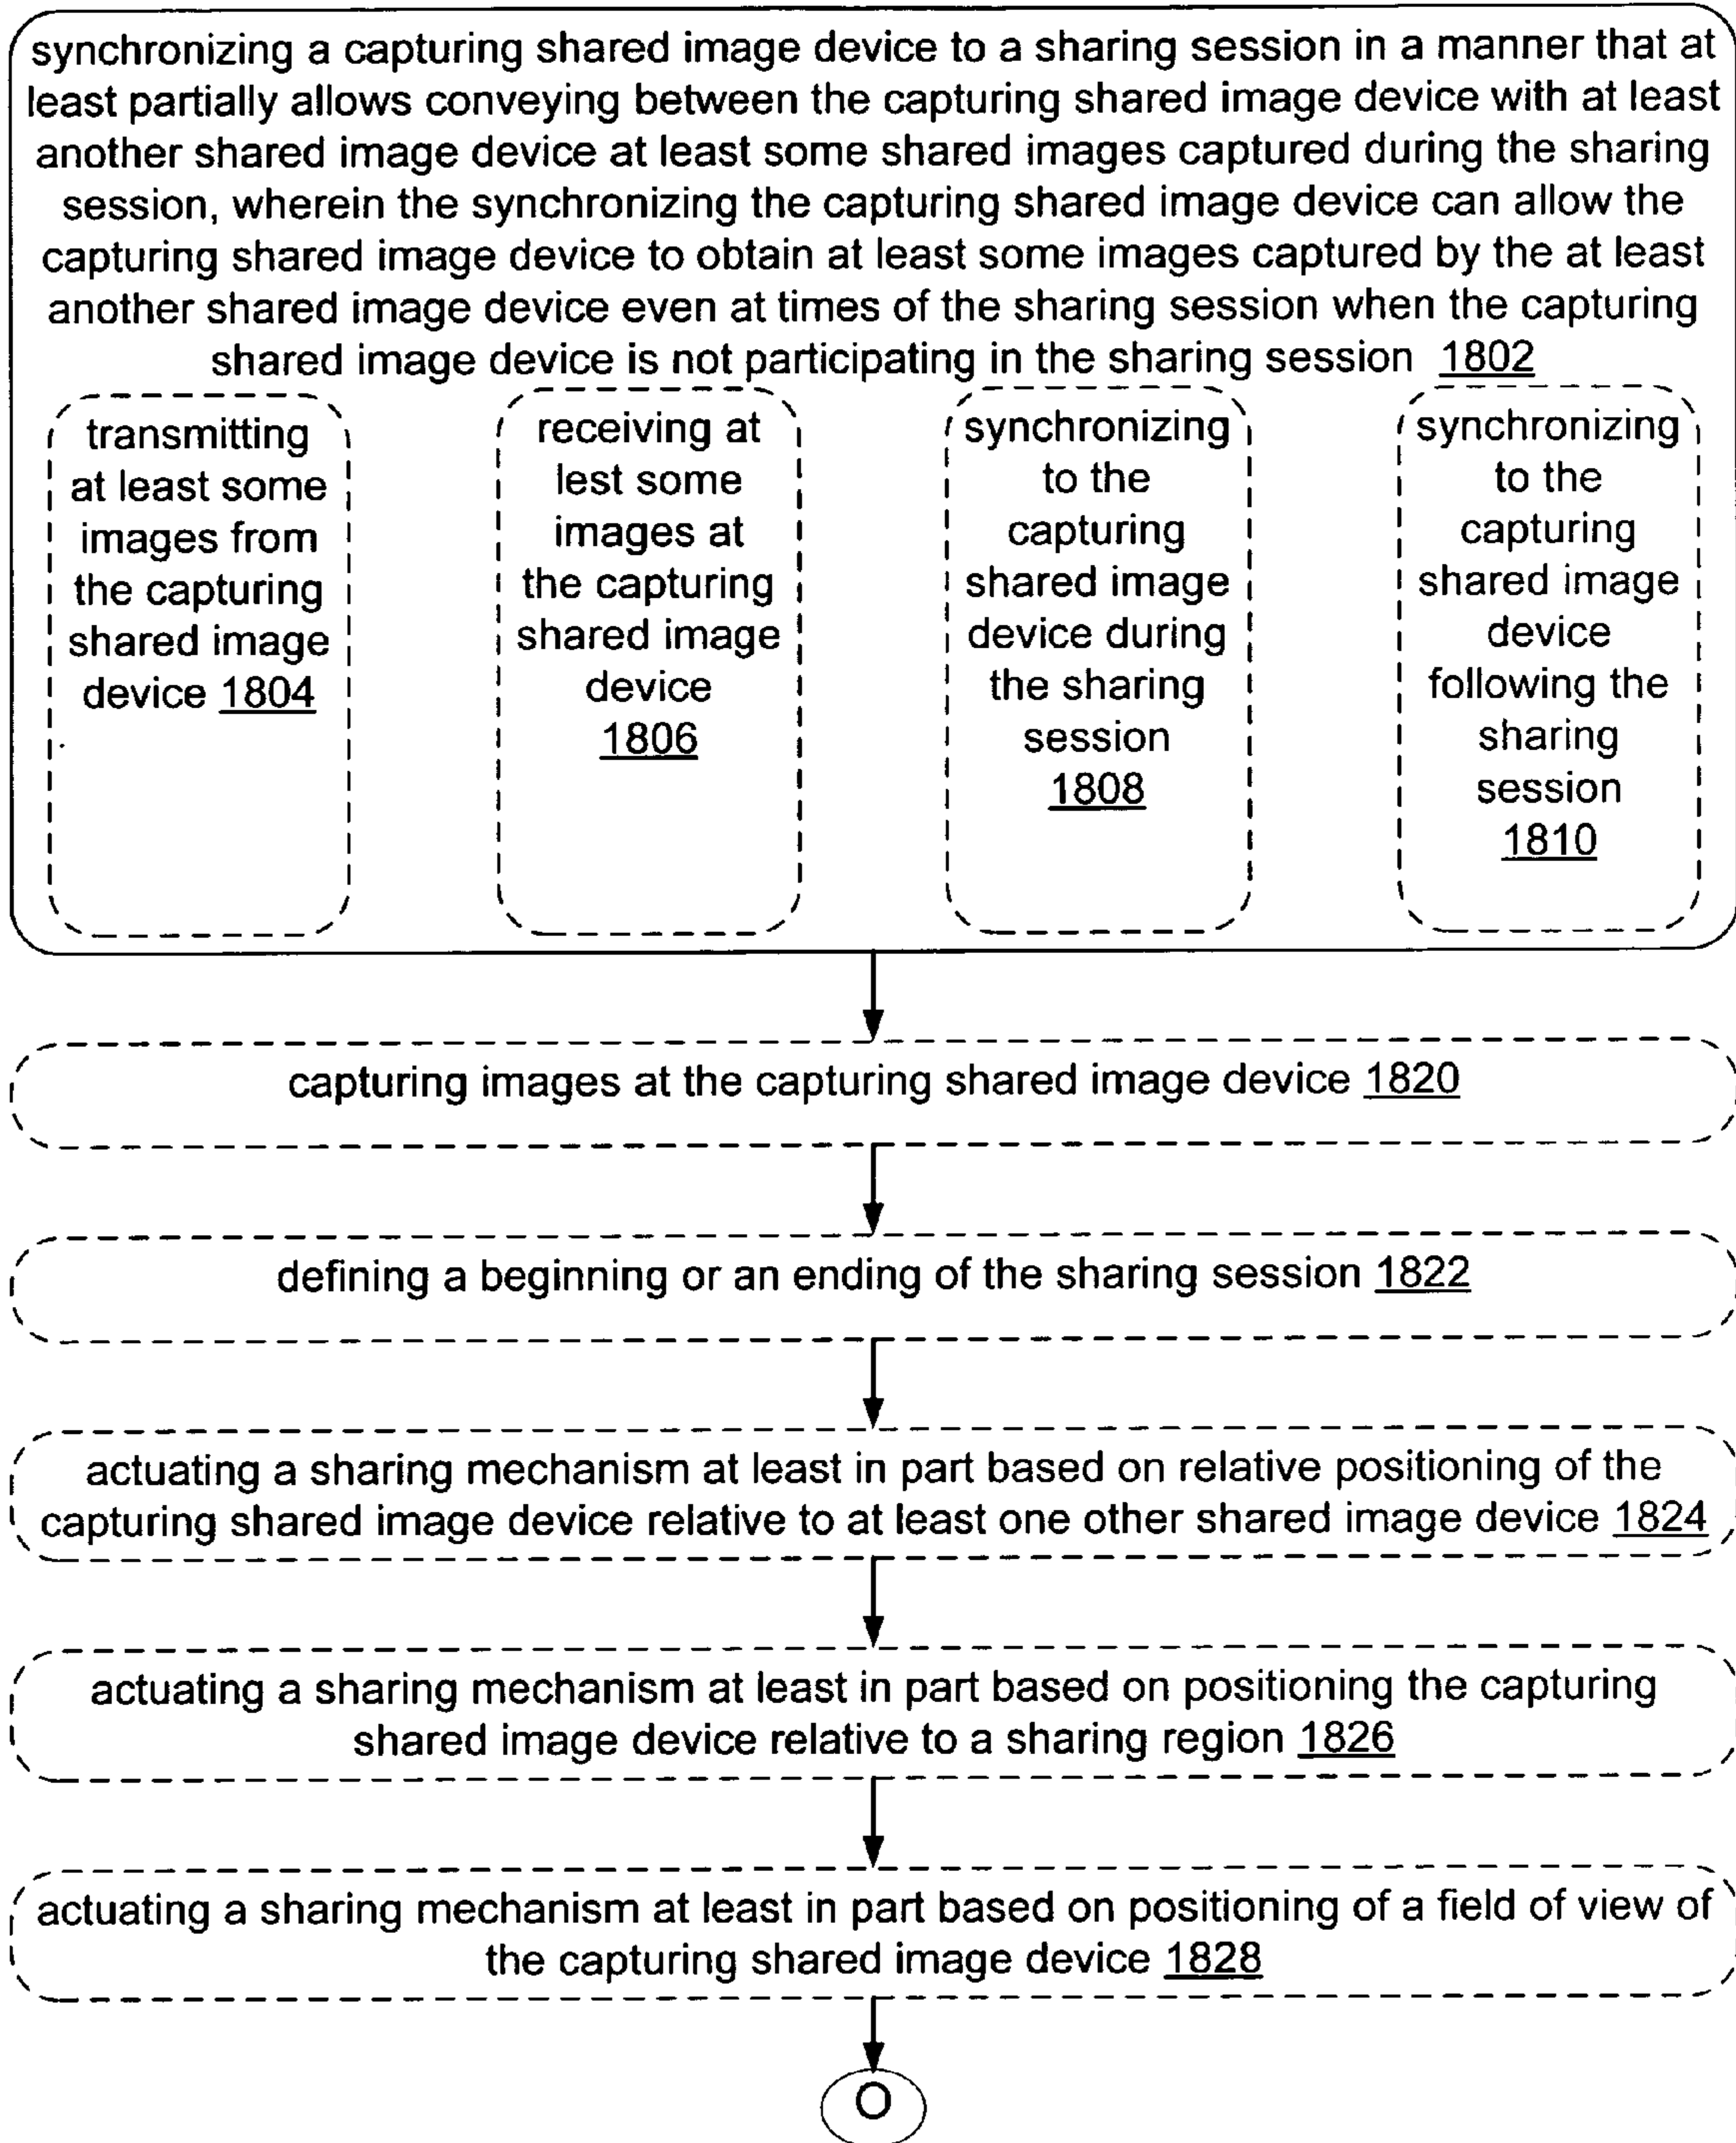 synchronizing a capturing shared image device to a sharing session in a manner that at
least partially allows conveying between the capturing shared image device with at least
another shared image device at least some shared images captured during the sharing
session, wherein the synchronizing the capturing shared image device can allow the
capturing shared image device to obtain at least some images captured by the at least
another shared image device even at times of the sharing session when the capturing
shared image device is not participating in the sharing session 1802
transmitting
at least some
images from
the capturing
shared image
device 1804
receiving at
lest some
images at
the capturing
shared image
device
1806
synchronizing
to the
capturing
shared image
device during
the sharing
session
1808
synchronizing
to the
capturing
shared image
device
following the
sharing
session
1810
capturing images at the capturing shared image device 1820
defining a beginning or an ending of the sharing session 1822
actuating a sharing mechanism at least in part based on relative positioning of the
capturing shared image device relative to at least one other shared image device 1824
actuating a sharing mechanism at least in part based on positioning the capturing
shared image device relative to a sharing region 1826
actuating a sharing mechanism at least in part based on positioning of a field of view of
the capturing shared image device 1828
O